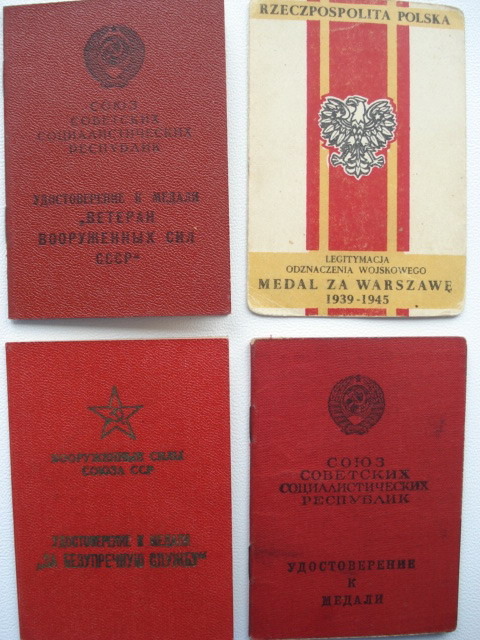 СОЮЗ
СОВЕТСКИХ
СОЦИАЛИСТИЧЕСКИХ
РЕСПУБЛИК
УДОСТОВЕРЕНИЕ К МЕДАЛИ
„ВЕТЕРАН
ВООРУЖЕННЫХ СИЛ
СССР“
RZECZPOSPOLITA POLSKA
LEGITYMACJA
ODZNACZENIA WOJSKOWEGO
MEDAL ZA WARSZAWĘ
1939-1945
ВООРУЖЕННЫЕ СИЛЫ
СОЮЗА ССР
УДОСТОВЕРЕНИЕ К МЕДАЛИ
„ЗА БЕЗУПРЕЧНУЮ СЛУЖБУ“
СОЮЗ
СОВЕТСКИХ
СОЦИАЛИСТИЧЕСКИХ
РЕСПУБЛИК
УДОСТОВЕРЕНИЕ
К
МЕДАЛИ